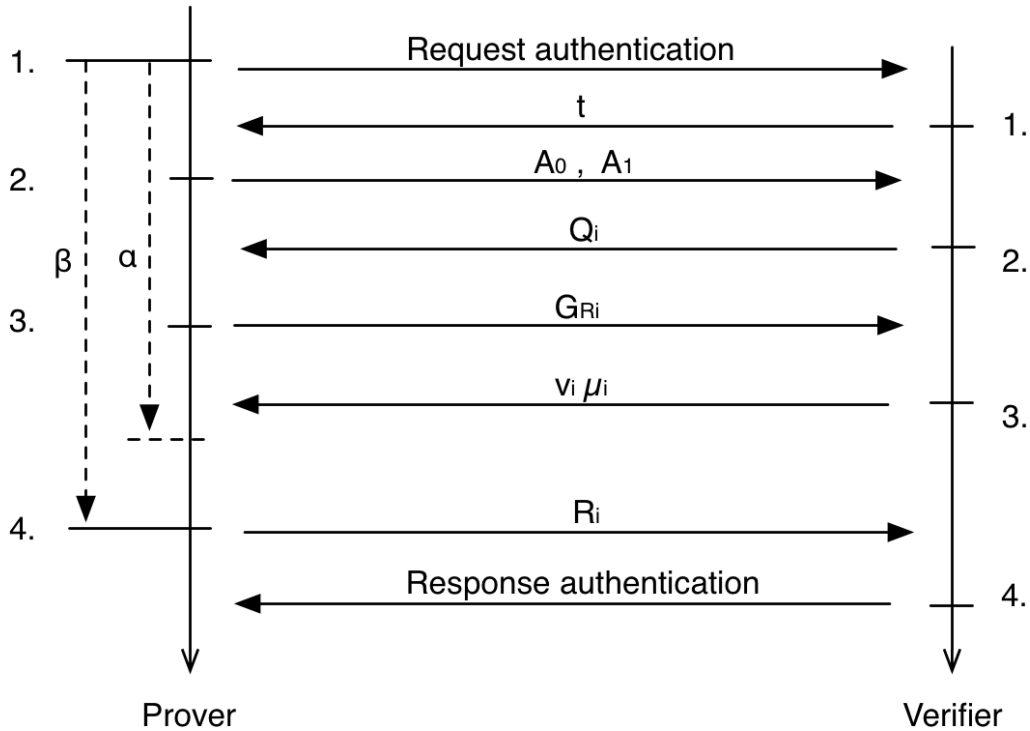 1. Request authentication
t 1.
2. A₀ , A₁
Qᵢ 2.
β α
3. G_Rᵢ
vᵢ μᵢ 3.
4. Rᵢ
Response authentication 4.
Prover Verifier